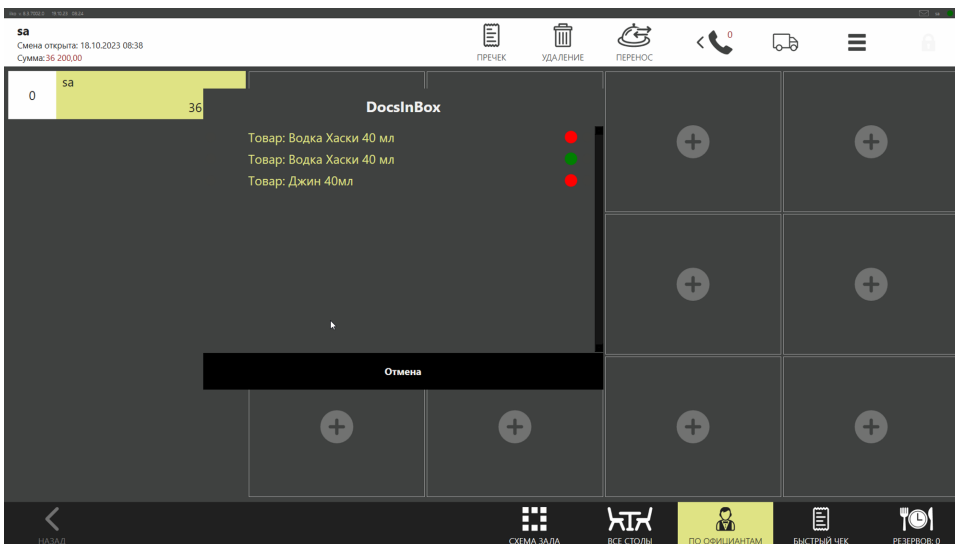 sa
Смена открыта: 18.10.2023 08:38
Сумма: 36 200,00
ПРЕЧЕК
УДАЛЕНИЕ
ПЕРЕНОС
0
0
sa
36
DocsInBox
Товар: Водка Хаски 40 мл
Товар: Водка Хаски 40 мл
Товар: Джин 40мл
Отмена
НАЗАД
СХЕМА ЗАЛА
ВСЕ СТОЛЫ
ПО ОФИЦИАНТАМ
БЫСТРЫЙ ЧЕК
РЕЗЕРВОВ: 0